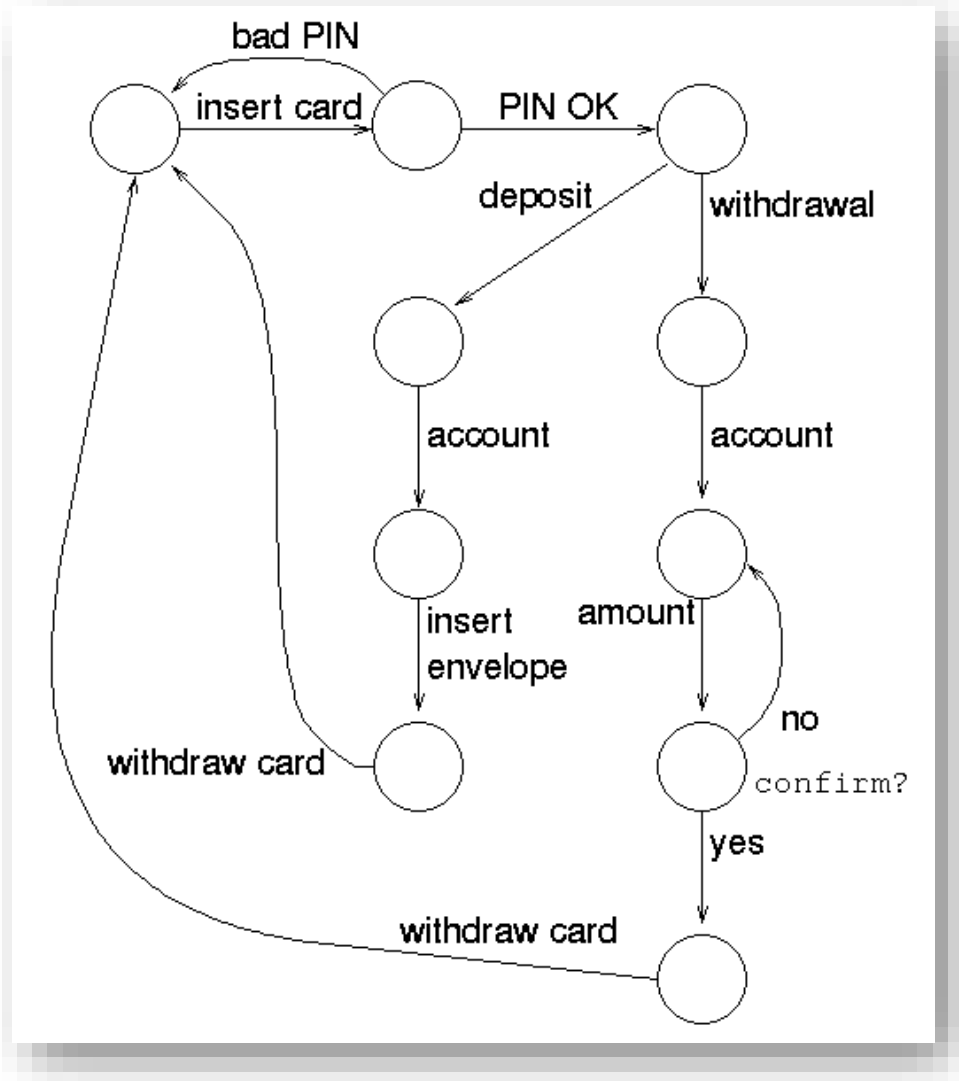 bad PIN
insert card
PIN OK
deposit
withdrawal
account
account
insert
envelope
amount
no
withdraw card
confirm?
yes
withdraw card